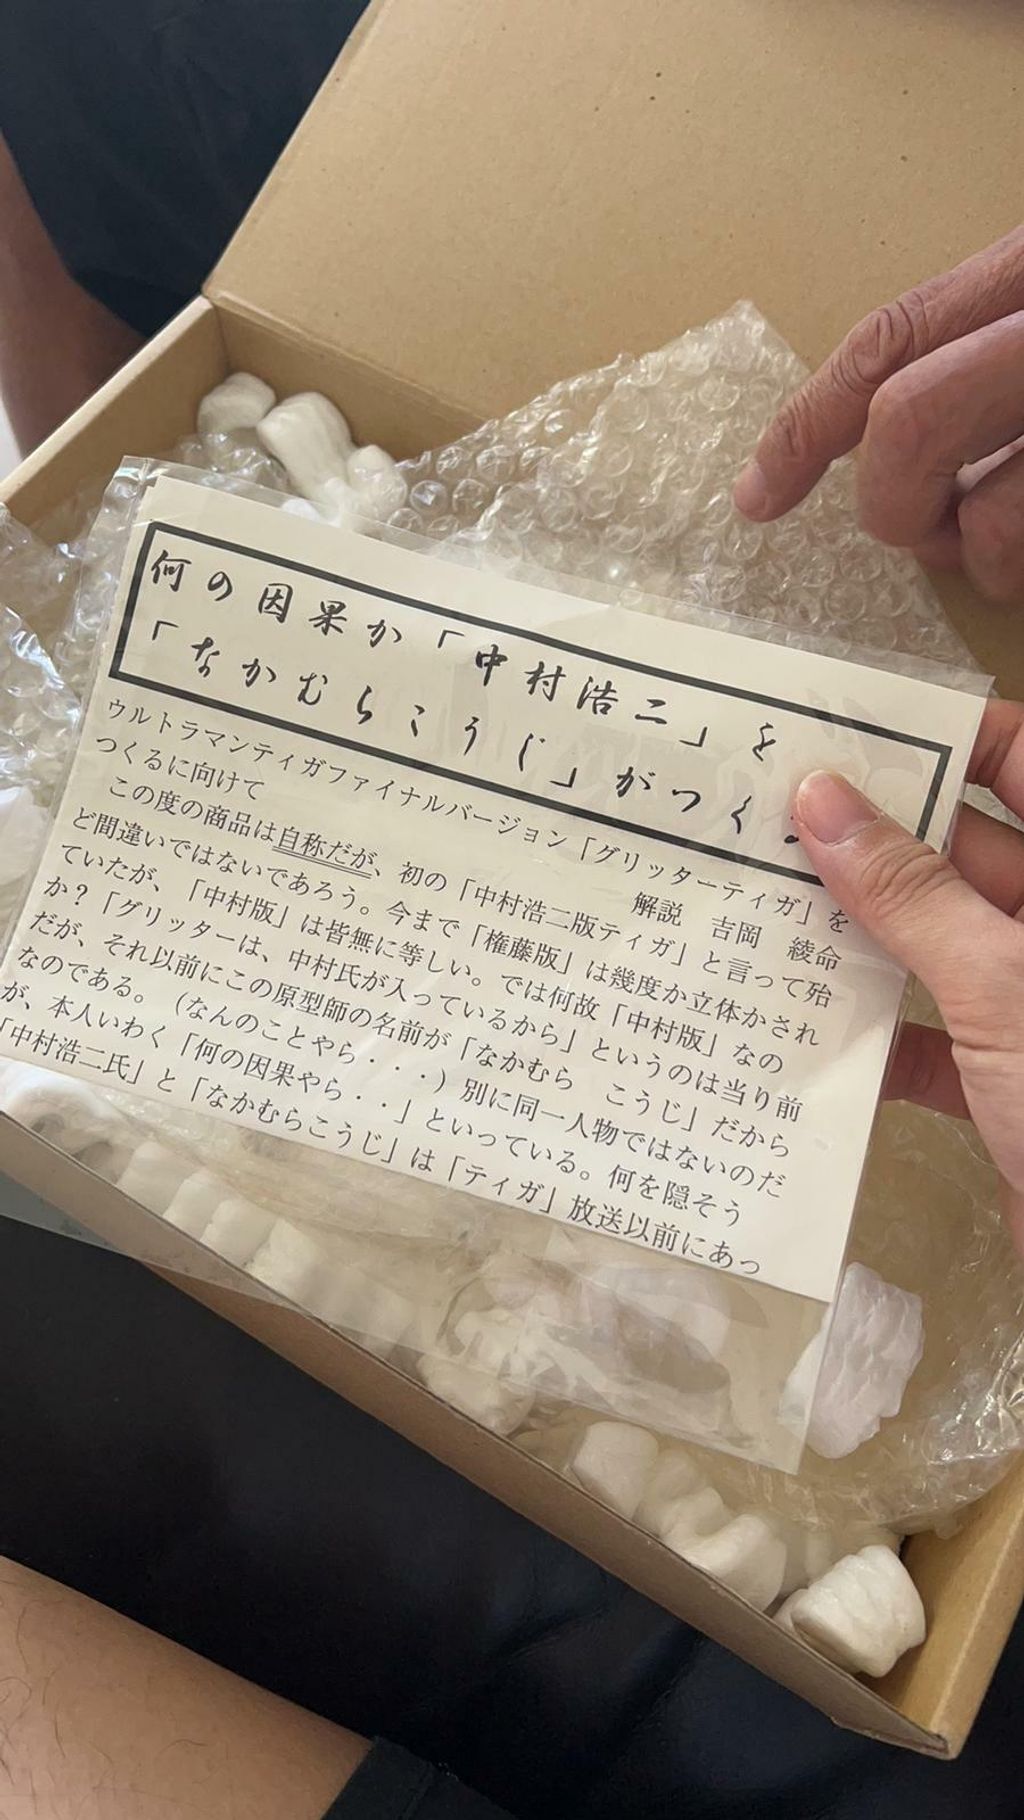 何の因果か「中村浩二」を
「なかむらこうじ」がつく
ウルトラマンティガファイナルバージョン「グリッターティガ」を
つくるに向けて
解説 吉岡 綾命
この度の商品は自称だが、初の「中村浩二版ティガ」と言って殆
ど間違いではないであろう。今まで「権藤版」は幾度か立体かされ
ていたが、「中村版」は皆無に等しい。では何故「中村版」なの
か?「グリッターは、中村氏が入っているから」というのは当り前
だが、それ以前にこの原型師の名前が「なかむら こうじ」だから
なのである。(なんのことやら・・・)別に同一人物ではないのだ
が、本人いわく「何の因果やら・・」といっている。何を隠そう
「中村浩二氏」と「なかむらこうじ」は「ティガ」放送以前にあっ